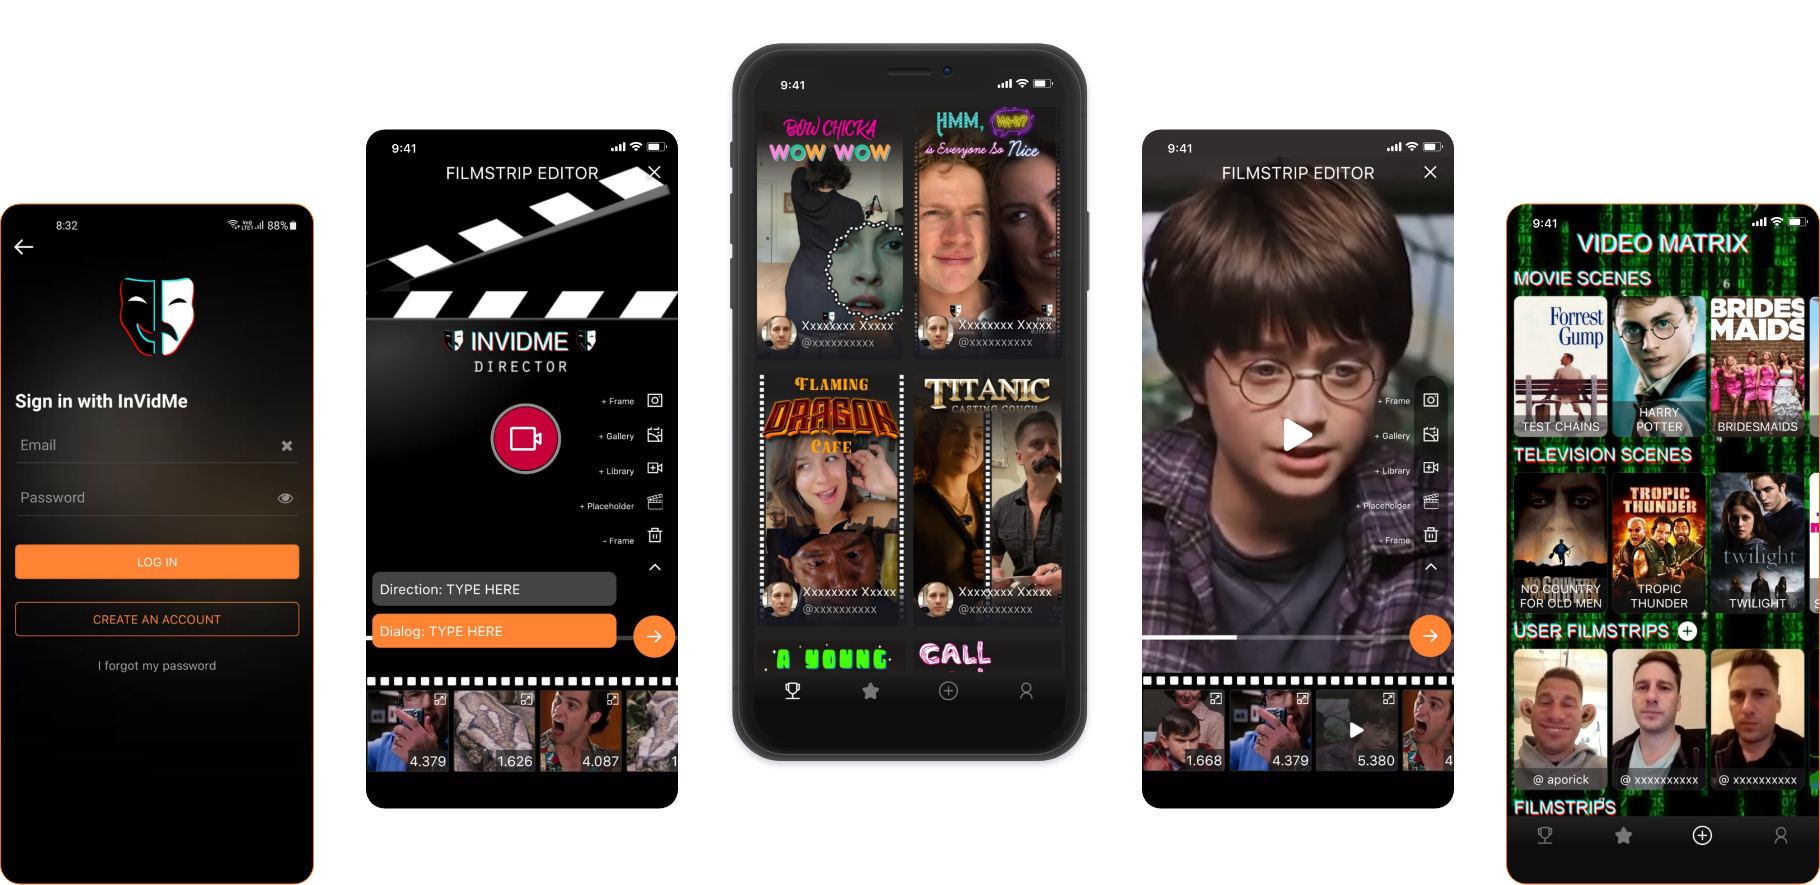 8:32
88%
Sign in with InVidMe
Email
Password
LOG IN
CREATE AN ACCOUNT
I forgot my password
9:41
FILMSTRIP EDITOR
INVIDME
DIRECTOR
+ Frame
+ Gallery
+ Library
+ Placeholder
- Frame
Direction: TYPE HERE
Dialog: TYPE HERE
4.379
1.626
4.087
1
9:41
BOW CHICKA
WOW WOW
Xxxxxxxx Xxxxx
@xxxxxxxxxx
HMM, WHY?
is Everyone So Nice
Xxxxxxxx Xxxxx
@xxxxxxxxxx
FLAMING
DRAGON
CAFE
Xxxxxxxx Xxxxx
@xxxxxxxxxx
TITANIC
CASTING COUCH
Xxxxxxxx Xxxxx
@xxxxxxxxxx
A YOUNG
CALL
9:41
FILMSTRIP EDITOR
+ Frame
+ Gallery
+ Library
+ Placeholder
- Frame
1.668
4.379
5.380
4
9:41
VIDEO MATRIX
MOVIE SCENES
Forrest
Gump
TEST CHAINS
HARRY
POTTER
BRIDES
MAIDS
BRIDESMAIDS
TELEVISION SCENES
NO COUNTRY
FOR OLD MEN
TROPIC
THUNDER
TROPIC
THUNDER
twilight
TWILIGHT
S
USER FILMSTRIPS
@ aporick
@ xxxxxxxxxx
@ xxxxxxxxxx
FILMSTRIPS